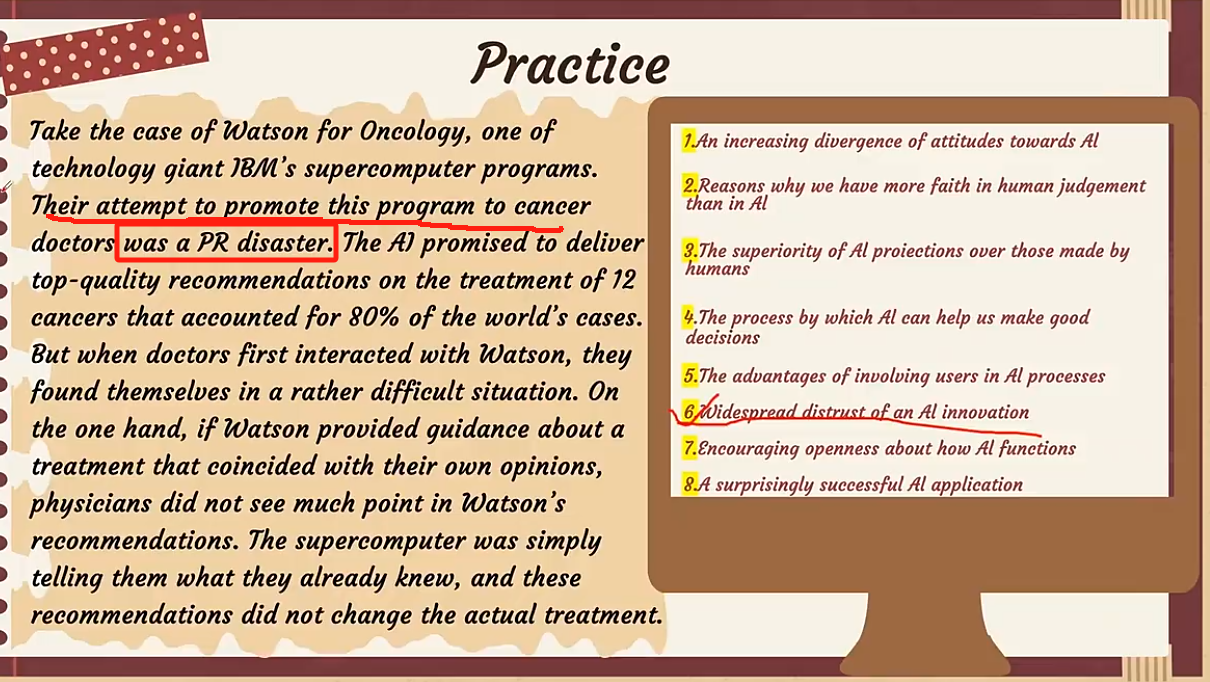 Practice
Take the case of Watson for Oncology, one of
technology giant IBM's supercomputer programs.
Their attempt to promote this program to cancer
doctors was a PR disaster. The AI promised to deliver
top-quality recommendations on the treatment of 12
cancers that accounted for 80% of the world's cases.
But when doctors first interacted with Watson, they
found themselves in a rather difficult situation. On
the one hand, if Watson provided guidance about a
treatment that coincided with their own opinions,
physicians did not see much point in Watson's
recommendations. The supercomputer was simply
telling them what they already knew, and these
recommendations did not change the actual treatment.
1.An increasing divergence of attitudes towards Al
2.Reasons why we have more faith in human judgement
than in Al
3.The superiority of Al proiections over those made by
humans
4.The process by which Al can help us make good
decisions
5.The advantages of involving users in Al processes
6.Widespread distrust of an Al innovation
7.Encouraging openness about how Al functions
8.A surprisingly successful Al application